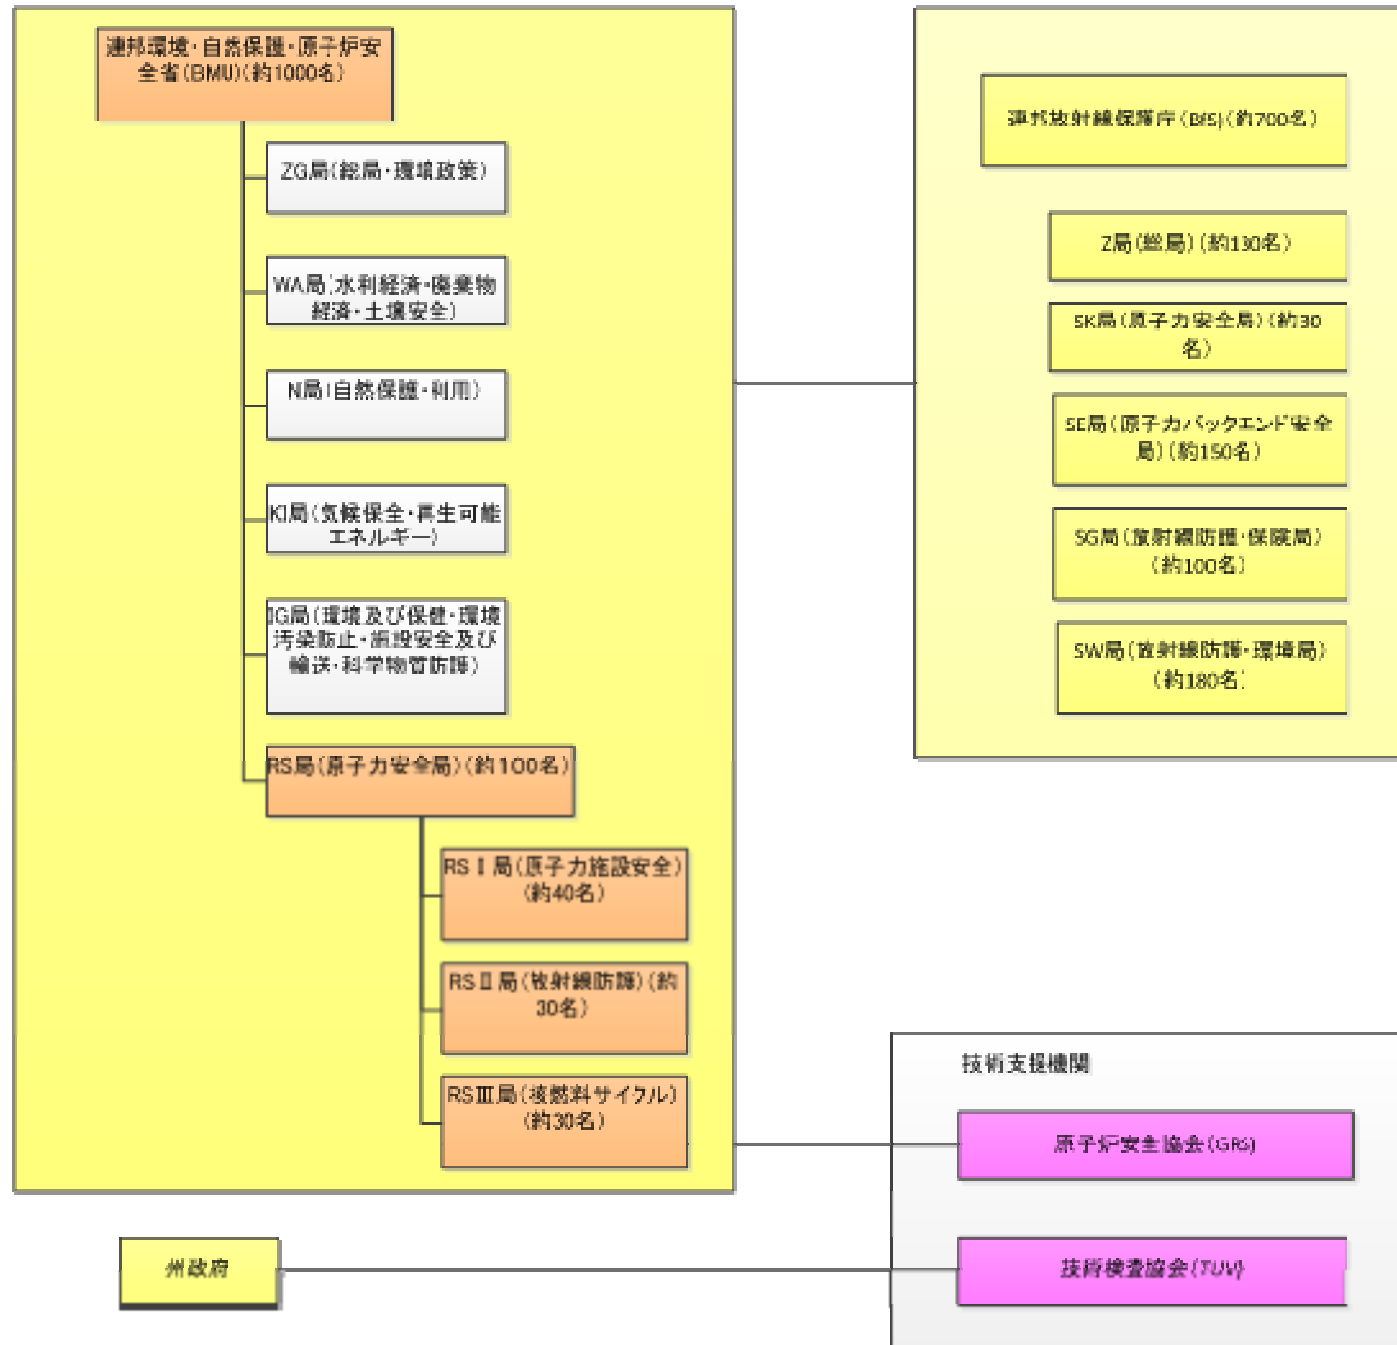 連邦環境・自然保護・原子炉安
全省(BMU)(約1000名)
ZG局(総局・環境政策)
WA局(水利経済・廃棄物
経済・土壌安全)
N局(自然保護・利用)
KI局(気候保全・再生可能
エネルギー)
IG局(環境及び保健・環境
汚染防止・施設安全及び
輸送・科学物質防護)
RS局(原子力安全局)(約100名)
RSⅠ局(原子力施設安全)
(約40名)
RSⅡ局(放射線防護)(約
30名)
RSⅢ局(核燃料サイクル)
(約30名)
州政府
連邦放射線保護庁(BfS)(約700名)
Z局(総局)(約130名)
SK局(原子力安全局)(約30
名)
SE局(原子力バックエンド安全
局)(約150名)
SG局(放射線防護・保険局)
(約100名)
SW局(放射線防護・環境局)
(約180名)
技術支援機関
原子炉安全協会(GRS)
技術検査協会(TUV)